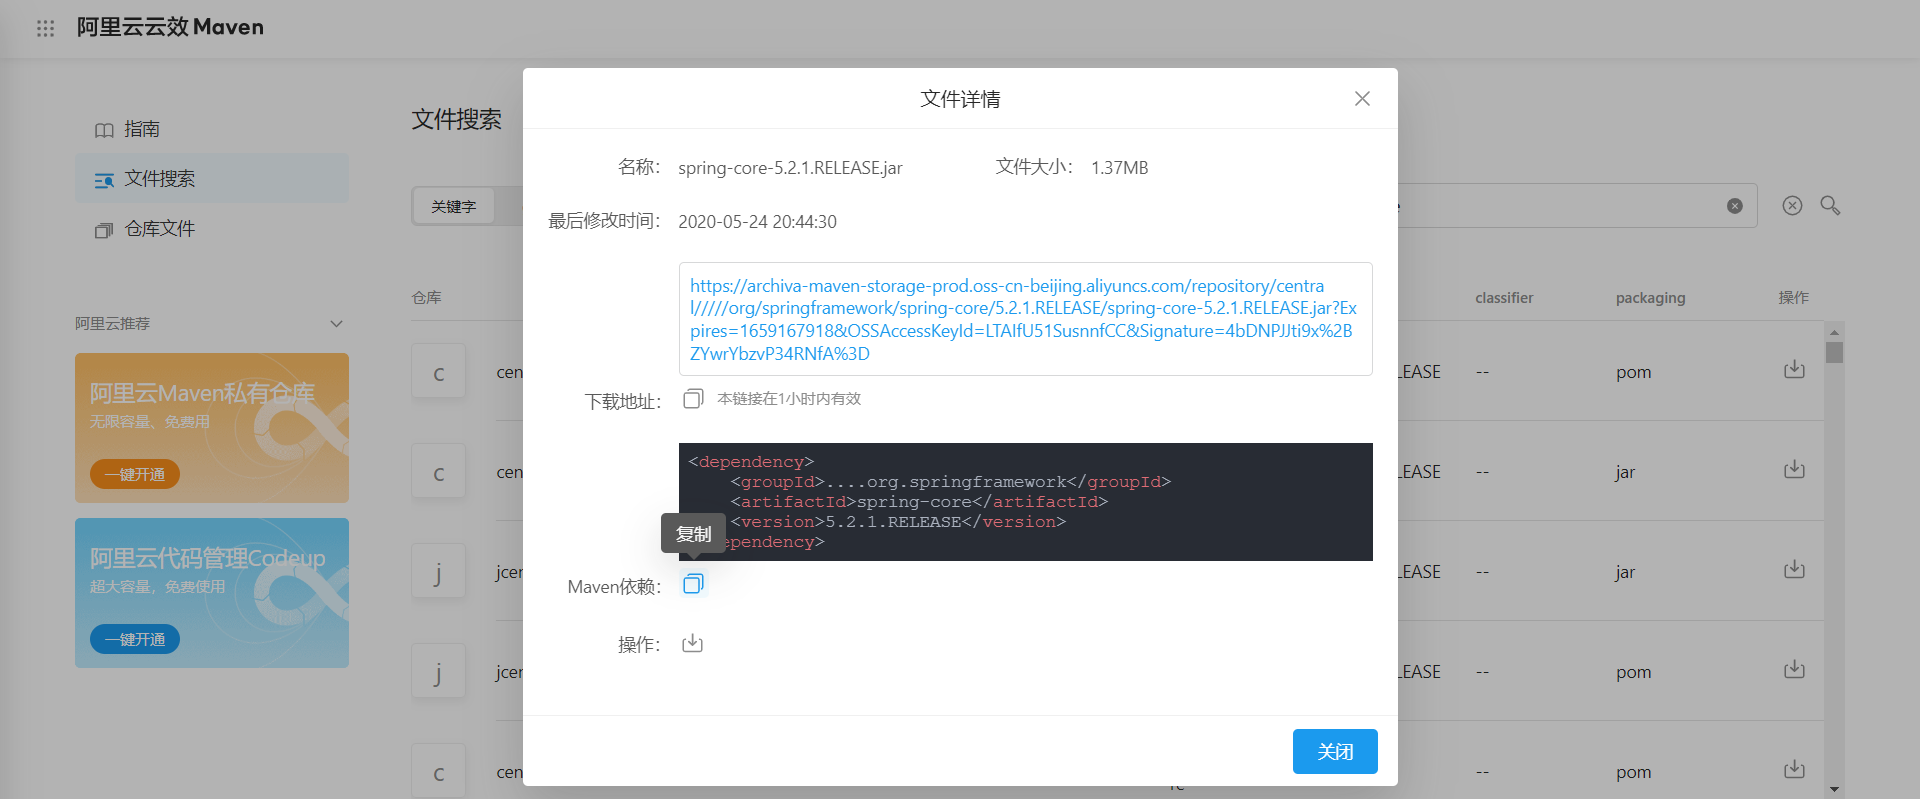 阿里云云效 Maven
指南
文件搜索
仓库文件
阿里云推荐
阿里云Maven私有仓库
无限容量、免费用
一键开通
阿里云代码管理Codeup
超大容量，免费使用
一键开通
文件搜索
关键字
仓库
classifier
packaging
操作
C
cen
LEASE
--
pom
C
cen
LEASE
--
jar
j
jcen
LEASE
--
jar
j
jcen
LEASE
--
pom
C
cen
--
pom
文件详情
名称：
spring-core-5.2.1.RELEASE.jar
文件大小：
1.37MB
最后修改时间：
2020-05-24 20:44:30
https://archiva-maven-storage-prod.oss-cn-beijing.aliyuncs.com/repository/centra
l/////org/springframework/spring-core/5.2.1.RELEASE/spring-core-5.2.1.RELEASE.jar?Ex
pires=1659167918&OSSAccessKeyId=LTAIfU51SusnnfCC&Signature=4bDNPJJti9x%2B
ZYwrYbzvP34RNfA%3D
下载地址：
本链接在1小时内有效
<dependency>
<groupId>....org.springframework</groupId>
<artifactId>spring-core</artifactId>
<version>5.2.1.RELEASE</version>
ependency>
复制
Maven依赖：
操作：
关闭